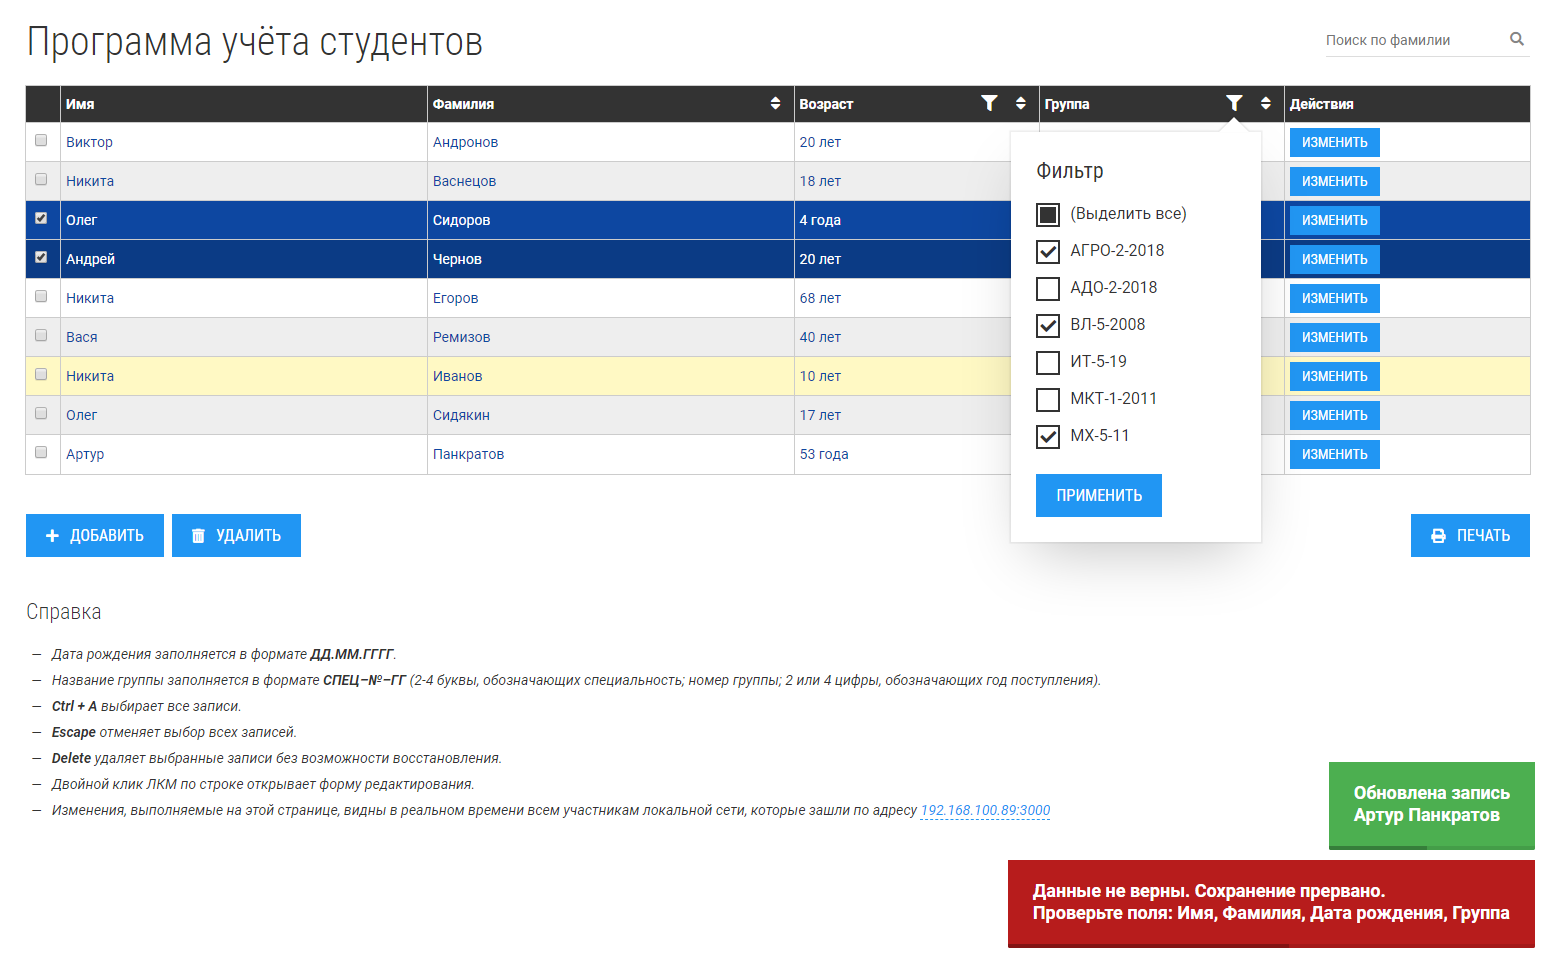 Программа учёта студентов
Поиск по фамилии
Имя Фамилия Возраст Группа Действия
Виктор Андронов 20 лет ИЗМЕНИТЬ
Никита Васнецов 18 лет ИЗМЕНИТЬ
Олег Сидоров 4 года ИЗМЕНИТЬ
Андрей Чернов 20 лет ИЗМЕНИТЬ
Никита Егоров 68 лет ИЗМЕНИТЬ
Вася Ремизов 40 лет ИЗМЕНИТЬ
Никита Иванов 10 лет ИЗМЕНИТЬ
Олег Сидякин 17 лет ИЗМЕНИТЬ
Артур Панкратов 53 года ИЗМЕНИТЬ
Фильтр
(Выделить все)
АГРО-2-2018
АДО-2-2018
ВЛ-5-2008
ИТ-5-19
МКТ-1-2011
МХ-5-11
ПРИМЕНИТЬ
ДОБАВИТЬ УДАЛИТЬ ПЕЧАТЬ
Справка
— Дата рождения заполняется в формате ДД.ММ.ГГГГ.
— Название группы заполняется в формате СПЕЦ–№–ГГ (2-4 буквы, обозначающих специальность; номер группы; 2 или 4 цифры, обозначающих год поступления).
— Ctrl + A выбирает все записи.
— Escape отменяет выбор всех записей.
— Delete удаляет выбранные записи без возможности восстановления.
— Двойной клик ЛКМ по строке открывает форму редактирования.
— Изменения, выполняемые на этой странице, видны в реальном времени всем участникам локальной сети, которые зашли по адресу 192.168.100.89:3000
Обновлена запись
Артур Панкратов
Данные не верны. Сохранение прервано.
Проверьте поля: Имя, Фамилия, Дата рождения, Группа